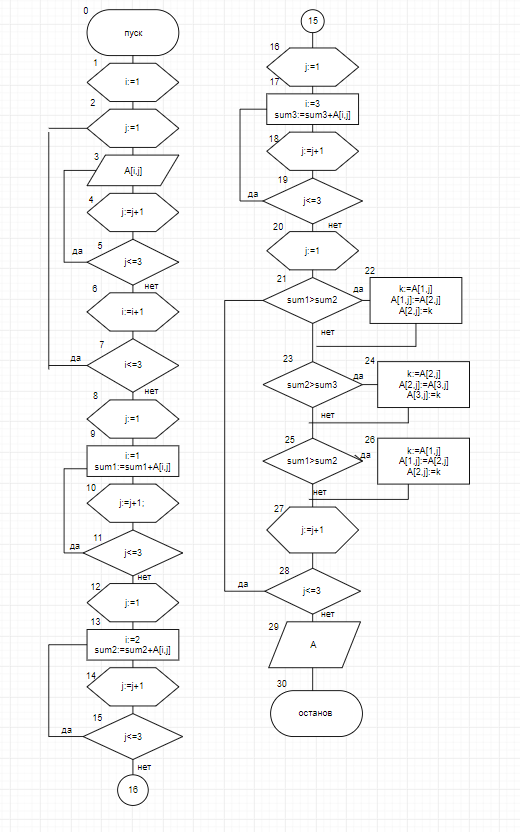 0
пуск
1
i:=1
2
j:=1
3
A[i,j]
4
j:=j+1
5
j<=3
да
нет
6
i:=i+1
7
i<=3
да
нет
8
j:=1
9
i:=1
sum1:=sum1+A[i,j]
10
j:=j+1;
11
j<=3
да
нет
12
j:=1
13
i:=2
sum2:=sum2+A[i,j]
14
j:=j+1
15
j<=3
да
нет
16
15
16
j:=1
17
i:=3
sum3:=sum3+A[i,j]
18
j:=j+1
19
j<=3
да
нет
20
j:=1
21
sum1>sum2
да
нет
22
k:=A[1,j]
A[1,j]:=A[2,j]
A[2,j]:=k
23
sum2>sum3
да
нет
24
k:=A[2,j]
A[2,j]:=A[3,j]
A[3,j]:=k
25
sum1>sum2
да
нет
26
k:=A[1,j]
A[1,j]:=A[2,j]
A[2,j]:=k
27
j:=j+1
28
j<=3
да
нет
29
A
30
останов